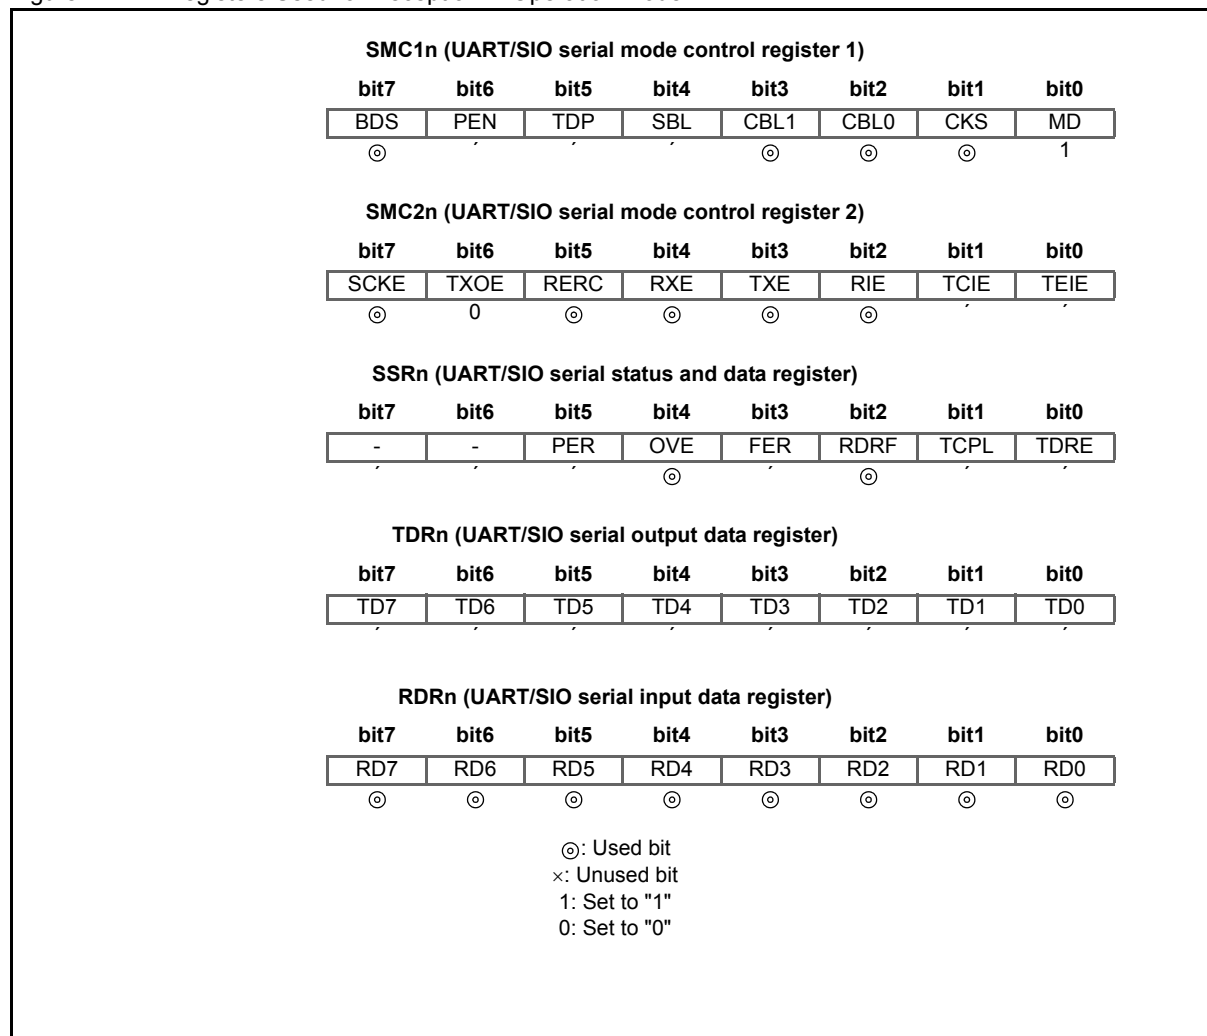 SMC1n (UART/SIO serial mode control register 1)
bit7 bit6 bit5 bit4 bit3 bit2 bit1 bit0
BDS PEN TDP SBL CBL1 CBL0 CKS MD
◎ ´ ´ ´ ◎ ◎ ◎ 1
SMC2n (UART/SIO serial mode control register 2)
bit7 bit6 bit5 bit4 bit3 bit2 bit1 bit0
SCKE TXOE RERC RXE TXE RIE TCIE TEIE
◎ 0 ◎ ◎ ◎ ◎ ´ ´
SSRn (UART/SIO serial status and data register)
bit7 bit6 bit5 bit4 bit3 bit2 bit1 bit0
- - PER OVE FER RDRF TCPL TDRE
´ ´ ´ ◎ ´ ◎ ´ ´
TDRn (UART/SIO serial output data register)
bit7 bit6 bit5 bit4 bit3 bit2 bit1 bit0
TD7 TD6 TD5 TD4 TD3 TD2 TD1 TD0
´ ´ ´ ´ ´ ´ ´ ´
RDRn (UART/SIO serial input data register)
bit7 bit6 bit5 bit4 bit3 bit2 bit1 bit0
RD7 RD6 RD5 RD4 RD3 RD2 RD1 RD0
◎ ◎ ◎ ◎ ◎ ◎ ◎ ◎
◎: Used bit
×: Unused bit
1: Set to "1"
0: Set to "0"